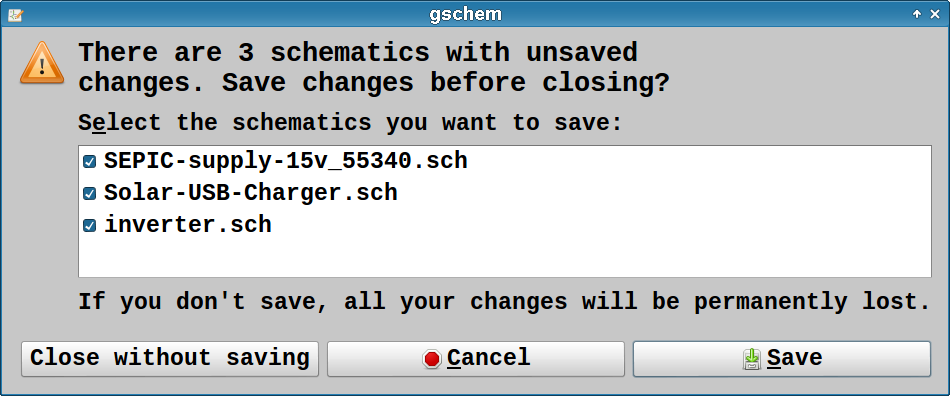 gschem
There are 3 schematics with unsaved
changes. Save changes before closing?
Select the schematics you want to save:
SEPIC-supply-15v_55340.sch
Solar-USB-Charger.sch
inverter.sch
If you don't save, all your changes will be permanently lost.
Close without saving
Cancel
Save